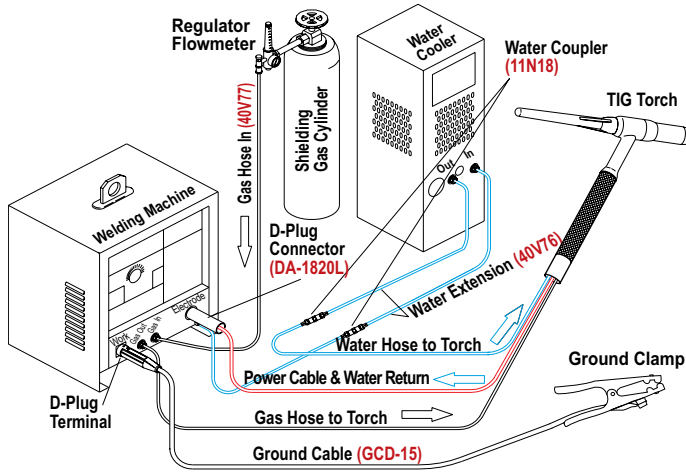 Regulator
Flowmeter
Water
Cooler
Water Coupler
(11N18)
TIG Torch
Gas Hose In (40V77)
Shielding
Gas Cylinder
Out
In
Welding Machine
D-Plug
Connector
(DA-1820L)
Water Extension (40V76)
Electrode
Gas In
Gas Out
Work
Water Hose to Torch
Ground Clamp
Power Cable & Water Return
D-Plug
Terminal
Gas Hose to Torch
Ground Cable (GCD-15)